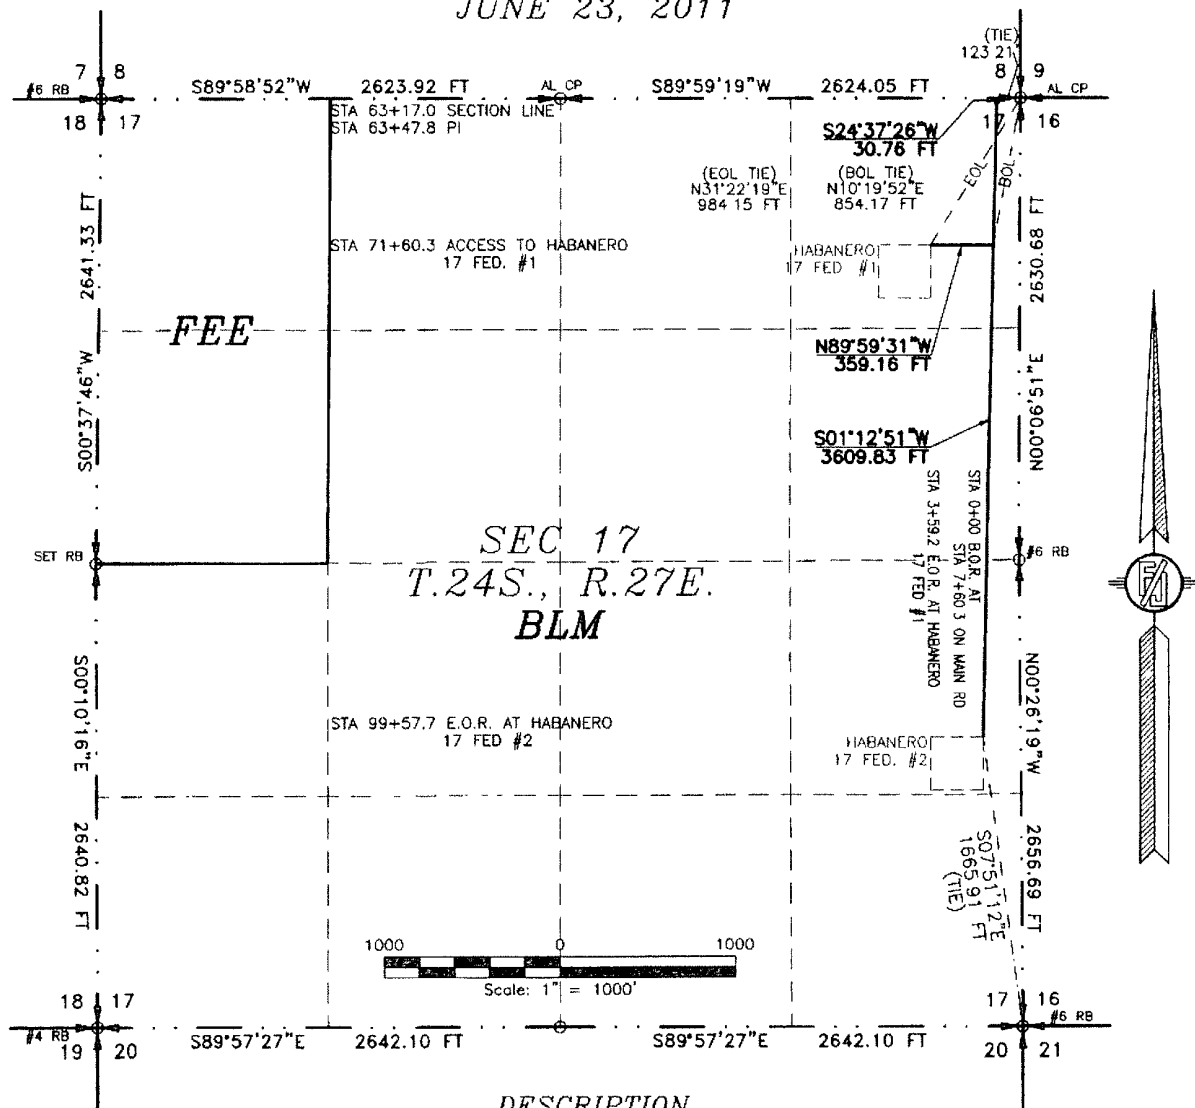 JUNE 23, 2011
(TIE)
123.21
7 8
8 9
#6 RB
S89°58'52"W 2623.92 FT
AL CP
S89°59'19"W 2624.05 FT
AL CP
18 17
17 16
STA 63+17.0 SECTION LINE
STA 63+47.8 PI
S24°37'26"W
30.76 FT
(EOL TIE)
N31°22'19"E
984.15 FT
(BOL TIE)
N10°19'52"E
854.17 FT
EOL
BOL
2641.33 FT
S00°37'46"W
2630.68 FT
N00°06'51"E
STA 71+60.3 ACCESS TO HABANERO
17 FED. #1
HABANERO
17 FED #1
FEE
N89°59'31"W
359.16 FT
S01°12'51"W
3609.83 FT
STA 0+00 B.O.R. AT
STA 7+60.3 ON MAIN RD
STA 3+59.2 E.O.R. AT HABANERO
17 FED #1
SET RB
#6 RB
SEC 17
T.24S., R.27E.
BLM
S00°10'16"E
2640.82 FT
N00°26'19"W
2656.69 FT
STA 99+57.7 E.O.R. AT HABANERO
17 FED #2
HABANERO
17 FED. #2
S07°51'12"E
1665.91 FT
(TIE)
1000 0 1000
Scale: 1" = 1000'
18 17
17 16
#4 RB
#6 RB
19 20
20 21
S89°57'27"E 2642.10 FT
S89°57'27"E 2642.10 FT
DESCRIPTION